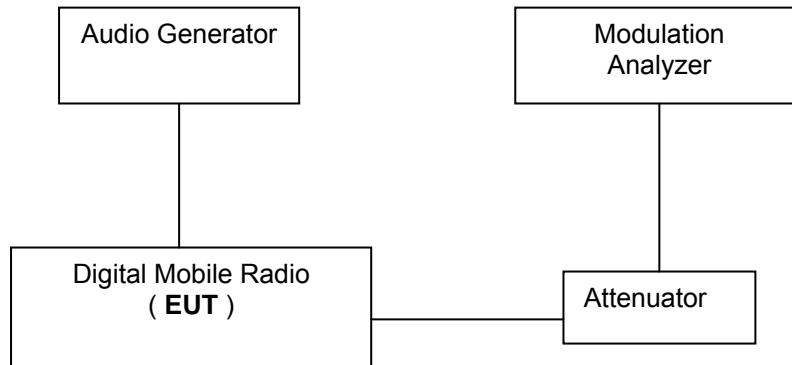 Audio Generator
Modulation
Analyzer
Digital Mobile Radio
( EUT )
Attenuator